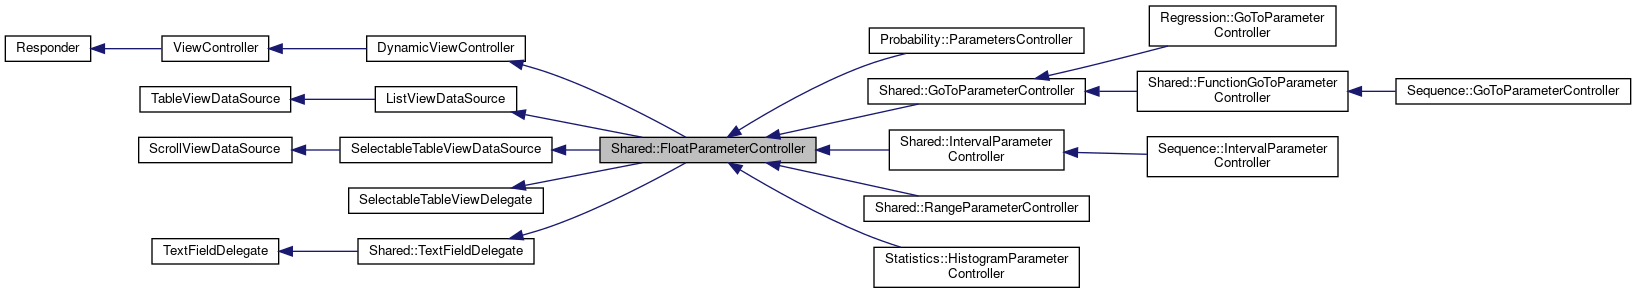 Responder
ViewController
DynamicViewController
TableViewDataSource
ListViewDataSource
ScrollViewDataSource
SelectableTableViewDataSource
SelectableTableViewDelegate
TextFieldDelegate
Shared::TextFieldDelegate
Shared::FloatParameterController
Probability::ParametersController
Shared::GoToParameterController
Regression::GoToParameter
Controller
Shared::FunctionGoToParameter
Controller
Sequence::GoToParameterController
Shared::IntervalParameter
Controller
Sequence::IntervalParameter
Controller
Shared::RangeParameterController
Statistics::HistogramParameter
Controller